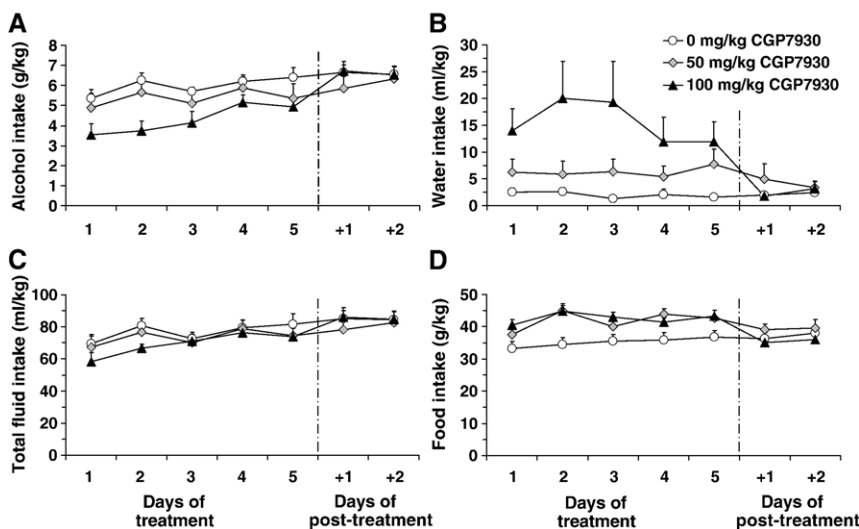 A
Alcohol intake (g/kg)
8
7
6
5
4
3
2
1
0
1 2 3 4 5 +1 +2
B
Water intake (ml/kg)
30
25
20
15
10
5
0
0 mg/kg CGP7930
50 mg/kg CGP7930
100 mg/kg CGP7930
1 2 3 4 5 +1 +2
C
Total fluid intake (ml/kg)
100
80
60
40
20
0
1 2 3 4 5 +1 +2
Days of
treatment
Days of
post-treatment
D
Food intake (g/kg)
50
40
30
20
10
0
1 2 3 4 5 +1 +2
Days of
treatment
Days of
post-treatment